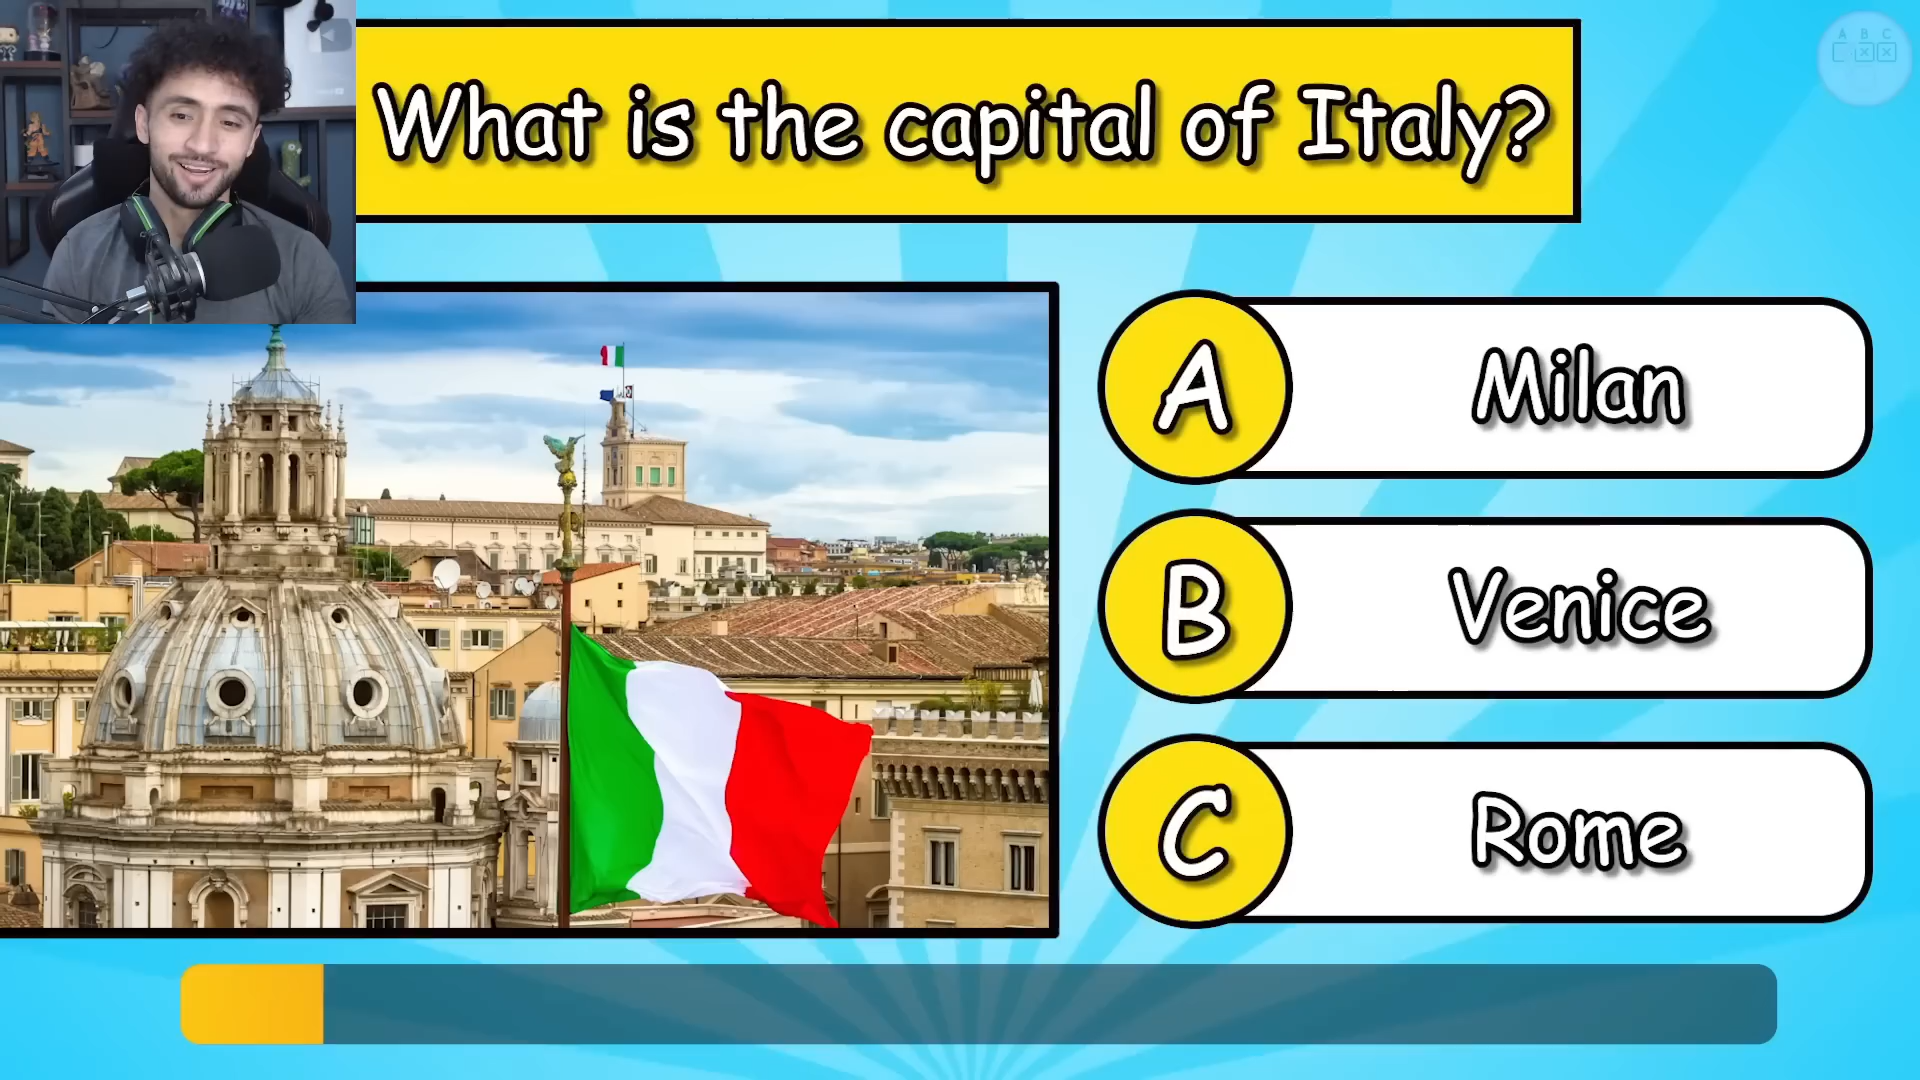 What is the capital of Italy?
A B C
A Milan
B Venice
C Rome